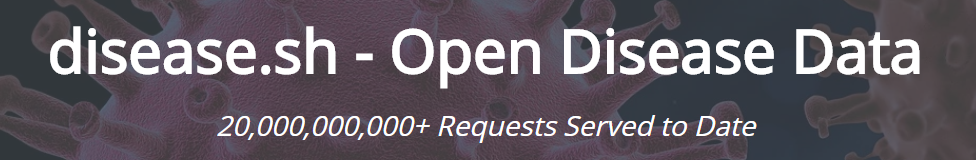 disease.sh - Open Disease Data
20,000,000,000+ Requests Served to Date